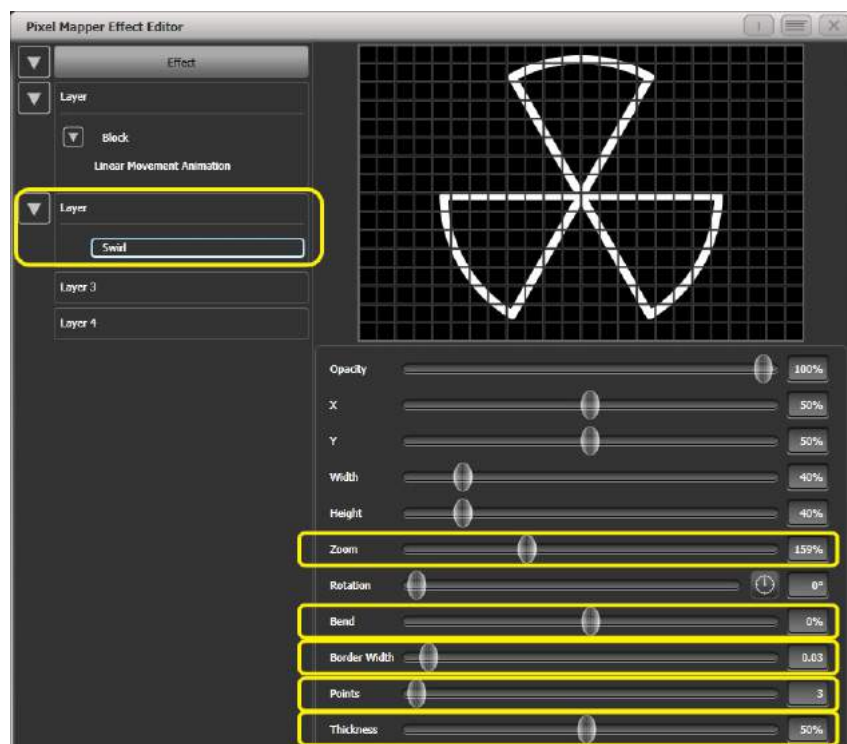 Pixel Mapper Effect Editor
Effect
Layer
Block
Linear Movement Animation
Layer
Swirl
Layer 3
Layer 4
Opacity 100%
X 50%
Y 50%
Width 40%
Height 40%
Zoom 159%
Rotation 0°
Bend 0%
Border Width 0.03
Points 3
Thickness 50%